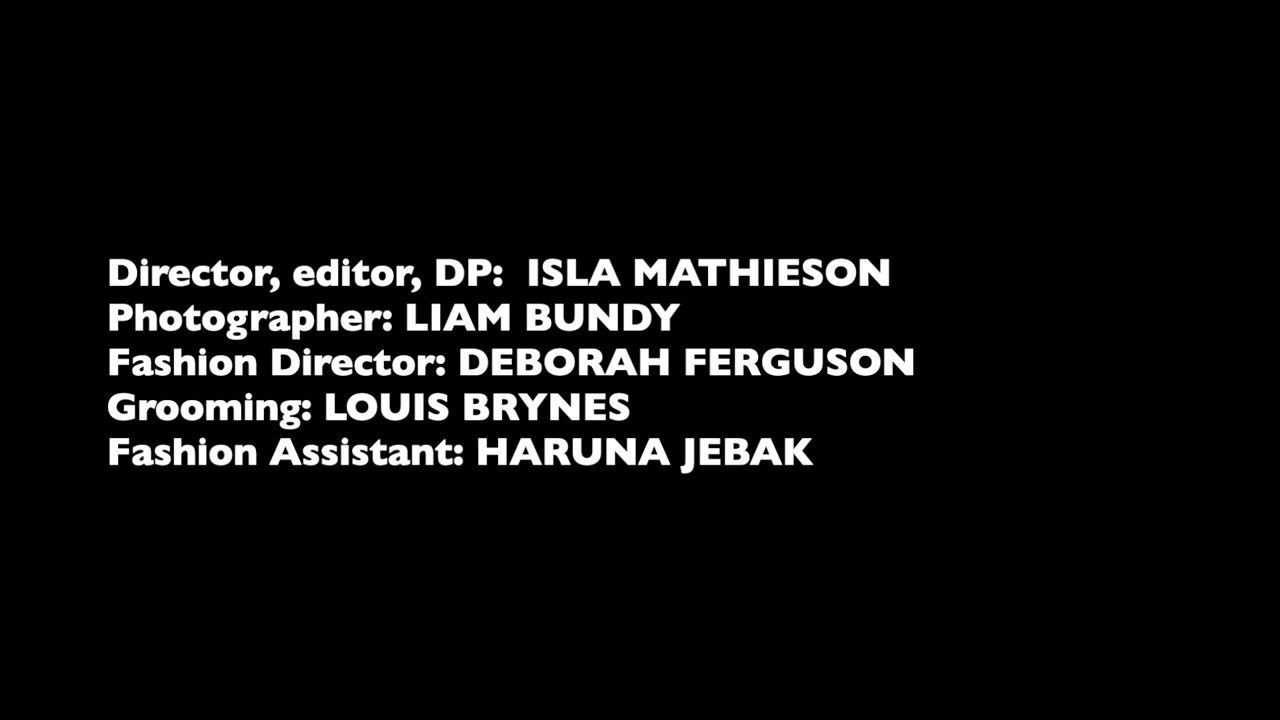 Director, editor, DP:  ISLA MATHIESON
Photographer: LIAM BUNDY
Fashion Director: DEBORAH FERGUSON
Grooming: LOUIS BRYNES
Fashion Assistant: HARUNA JEBAK